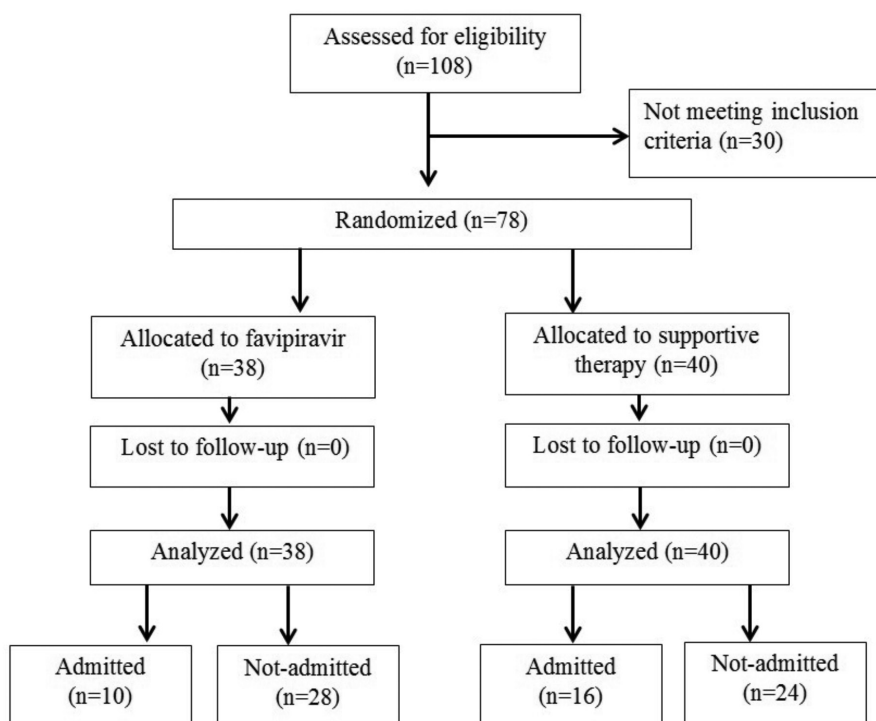 Assessed for eligibility
(n=108)
Not meeting inclusion
criteria (n=30)
Randomized (n=78)
Allocated to favipiravir
(n=38)
Allocated to supportive
therapy (n=40)
Lost to follow-up (n=0)
Lost to follow-up (n=0)
Analyzed (n=38)
Analyzed (n=40)
Admitted
(n=10)
Not-admitted
(n=28)
Admitted
(n=16)
Not-admitted
(n=24)